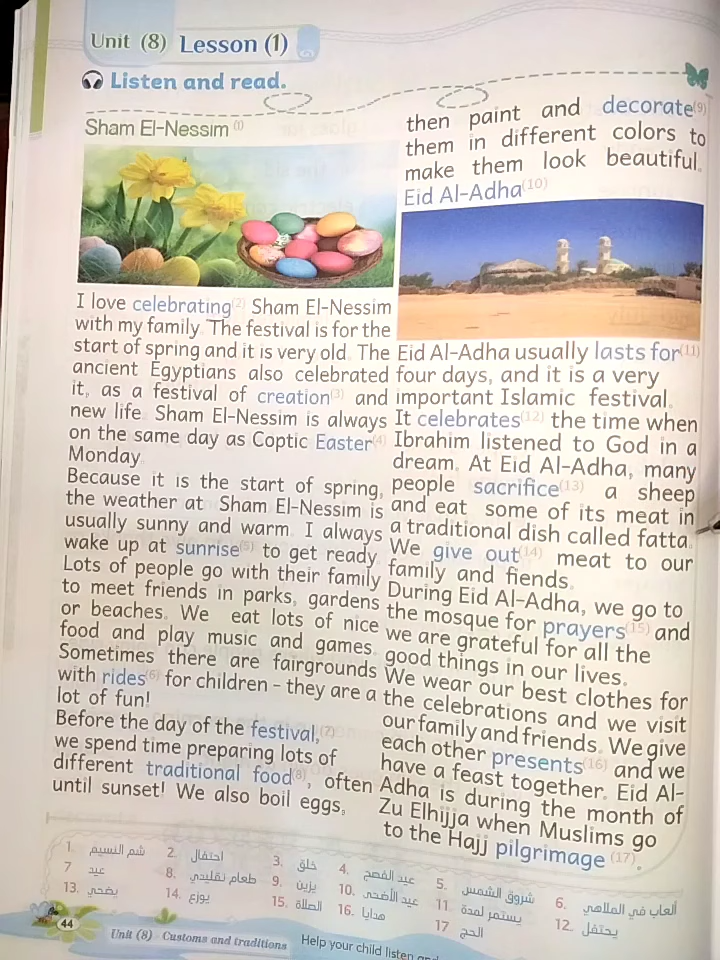 Unit (8) Lesson (1)
Listen and read.
Sham El-Nessim (1)
I love celebrating(2) Sham El-Nessim
with my family. The festival is for the
start of spring and it is very old. The
ancient Egyptians also celebrated
it, as a festival of creation(3) and
new life. Sham El-Nessim is always
on the same day as Coptic Easter(4)
Monday.
Because it is the start of spring,
the weather at Sham El-Nessim is
usually sunny and warm. I always
wake up at sunrise(5) to get ready.
Lots of people go with their family
to meet friends in parks, gardens
or beaches. We eat lots of nice
food and play music and games.
Sometimes there are fairgrounds
with rides(6) for children - they are a
lot of fun!
Before the day of the festival,(7)
we spend time preparing lots of
different traditional food(8), often
until sunset! We also boil eggs,
then paint and decorate(9)
them in different colors to
make them look beautiful.
Eid Al-Adha(10)
Eid Al-Adha usually lasts for(11)
four days, and it is a very
important Islamic festival.
It celebrates(12) the time when
Ibrahim listened to God in a
dream. At Eid Al-Adha, many
people sacrifice(13) a sheep
and eat some of its meat in
a traditional dish called fatta.
We give out(14) meat to our
family and fiends.
During Eid Al-Adha, we go to
the mosque for prayers(15) and
we are grateful for all the
good things in our lives.
We wear our best clothes for
the celebrations and we visit
our family and friends. We give
each other presents(16) and we
have a feast together. Eid Al-
Adha is during the month of
Zu Elhijja when Muslims go
to the Hajj pilgrimage (17).
1. شم النسيم 2. احتفال 3. خلق 4. عيد الفصح 5. شروق الشمس 6. ألعاب في الملاهي
7 عيد 8. طعام تقليدي 9. يزين 10. عيد الأضحى 11. يستمر لمدة 12. يحتفل
13. يضحي 14. يوزع 15. الصلاة 16. هدايا 17 الحج
44
Unit (8) - Customs and traditions Help your child listen